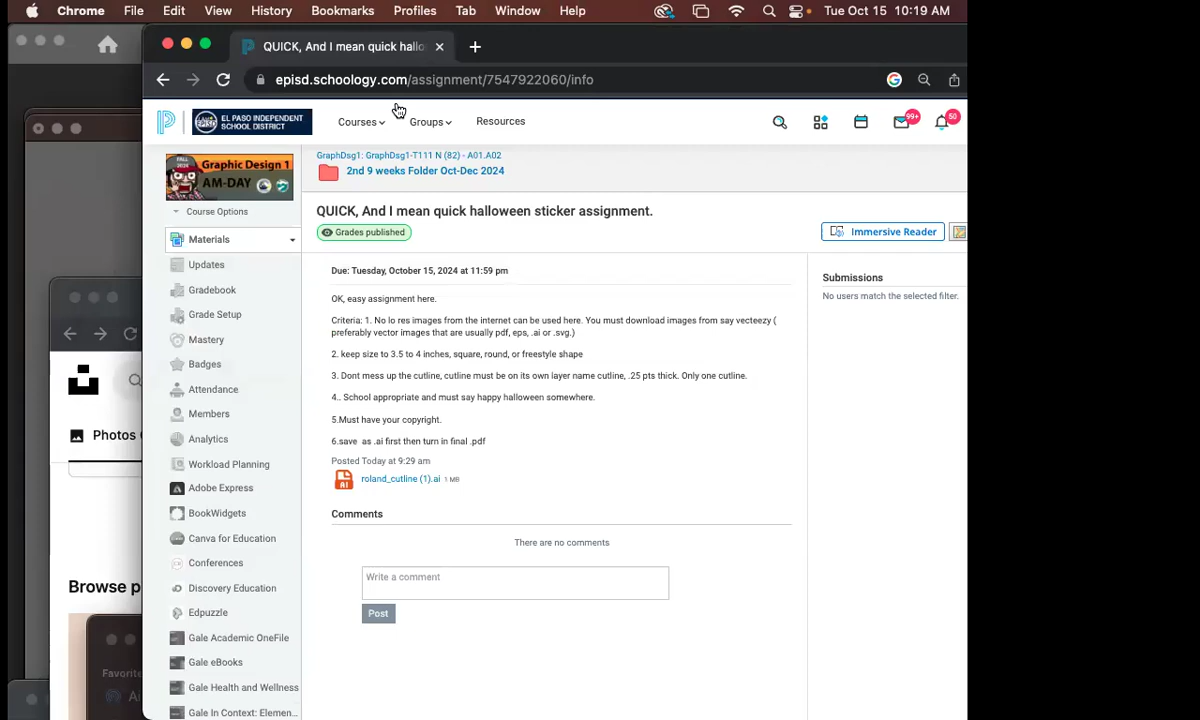 Chrome File Edit View History Bookmarks Profiles Tab Window Help Tue Oct 15 10:19 AM
QUICK, And I mean quick hallo
episd.schoology.com/assignment/7547922060/info
EL PASO INDEPENDENT
SCHOOL DISTRICT
Courses Groups Resources 99+ 50
FALL
2024
Graphic Design 1
AM-DAY
Course Options
Materials
Updates
Gradebook
Grade Setup
Mastery
Badges
Attendance
Members
Analytics
Workload Planning
Adobe Express
BookWidgets
Canva for Education
Conferences
Discovery Education
Edpuzzle
Gale Academic OneFile
Gale eBooks
Gale Health and Wellness
Gale In Context: Elemen...
GraphDsg1: GraphDsg1-T111 N (82) - A01.A02
2nd 9 weeks Folder Oct-Dec 2024
QUICK, And I mean quick halloween sticker assignment.
Grades published
Immersive Reader
Due: Tuesday, October 15, 2024 at 11:59 pm
OK, easy assignment here.
Criteria: 1. No lo res images from the internet can be used here. You must download images from say vecteezy (
preferably vector images that are usually pdf, eps, .ai or .svg.)
2. keep size to 3.5 to 4 inches, square, round, or freestyle shape
3. Dont mess up the cutline, cutline must be on its own layer name cutline, .25 pts thick. Only one cutline.
4.. School appropriate and must say happy halloween somewhere.
5.Must have your copyright.
6.save as .ai first then turn in final .pdf
Posted Today at 9:29 am
AI
roland_cutline (1).ai 1 MB
Comments
There are no comments
Write a comment
Post
Submissions
No users match the selected filter.
Photos
Browse p
Favorite
Ai